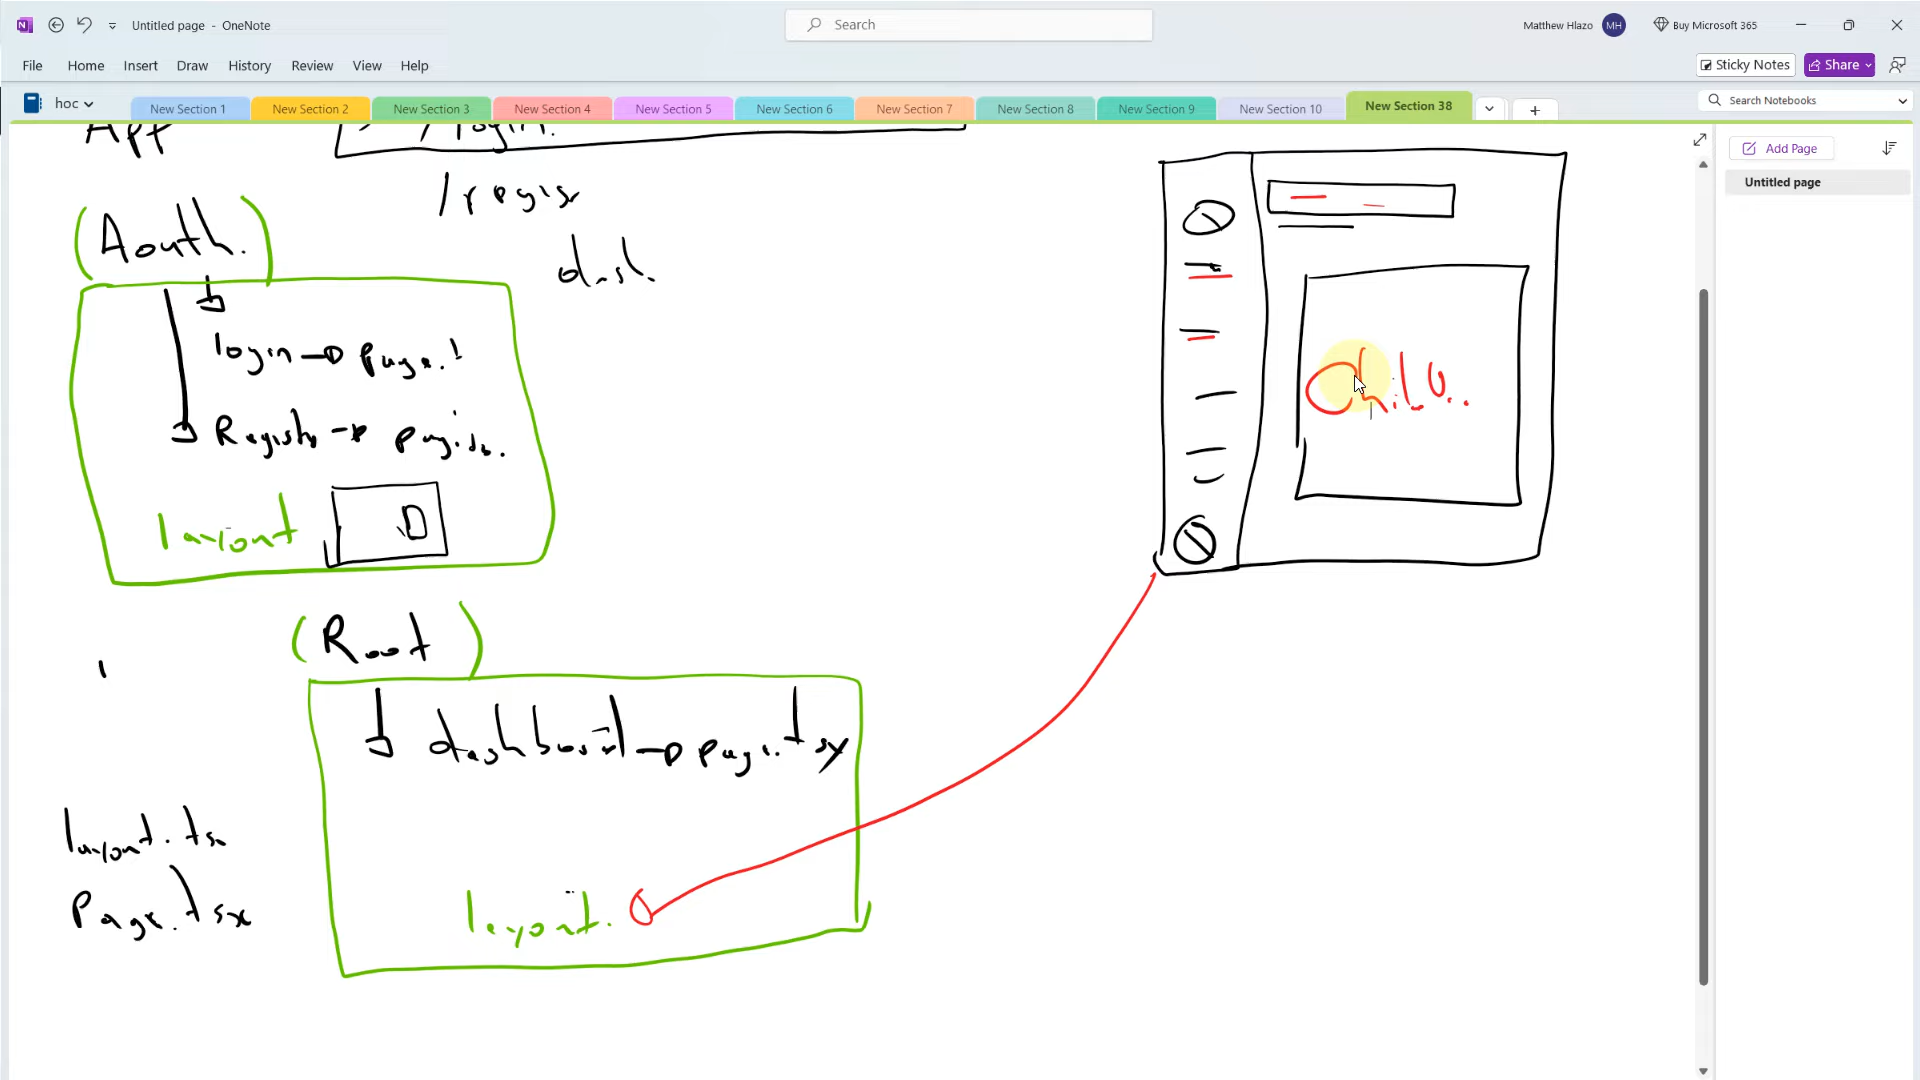 Untitled page - OneNote
Search
Matthew Hlazo
MH
Buy Microsoft 365
File
Home
Insert
Draw
History
Review
View
Help
Sticky Notes
Share
hoc
New Section 1
New Section 2
New Section 3
New Section 4
New Section 5
New Section 6
New Section 7
New Section 8
New Section 9
New Section 10
New Section 38
Search Notebooks
Add Page
Untitled page
App
/login.
/regis
(Aouth.)
dash.
login → page.
Registr → page.
layout
Child..
(Root)
dashboard → page.tsx
layout.tsx
Page.tsx
layout.